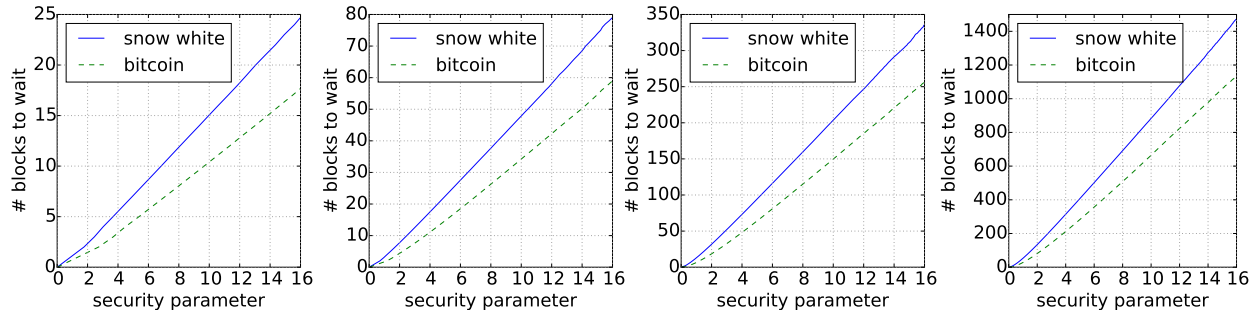 25
20
15
10
5
0
# blocks to wait
snow white
bitcoin
0 2 4 6 8 10 12 14 16
security parameter
80
70
60
50
40
30
20
10
0
# blocks to wait
snow white
bitcoin
0 2 4 6 8 10 12 14 16
security parameter
350
300
250
200
150
100
50
0
# blocks to wait
snow white
bitcoin
0 2 4 6 8 10 12 14 16
security parameter
1400
1200
1000
800
600
400
200
0
# blocks to wait
snow white
bitcoin
0 2 4 6 8 10 12 14 16
security parameter